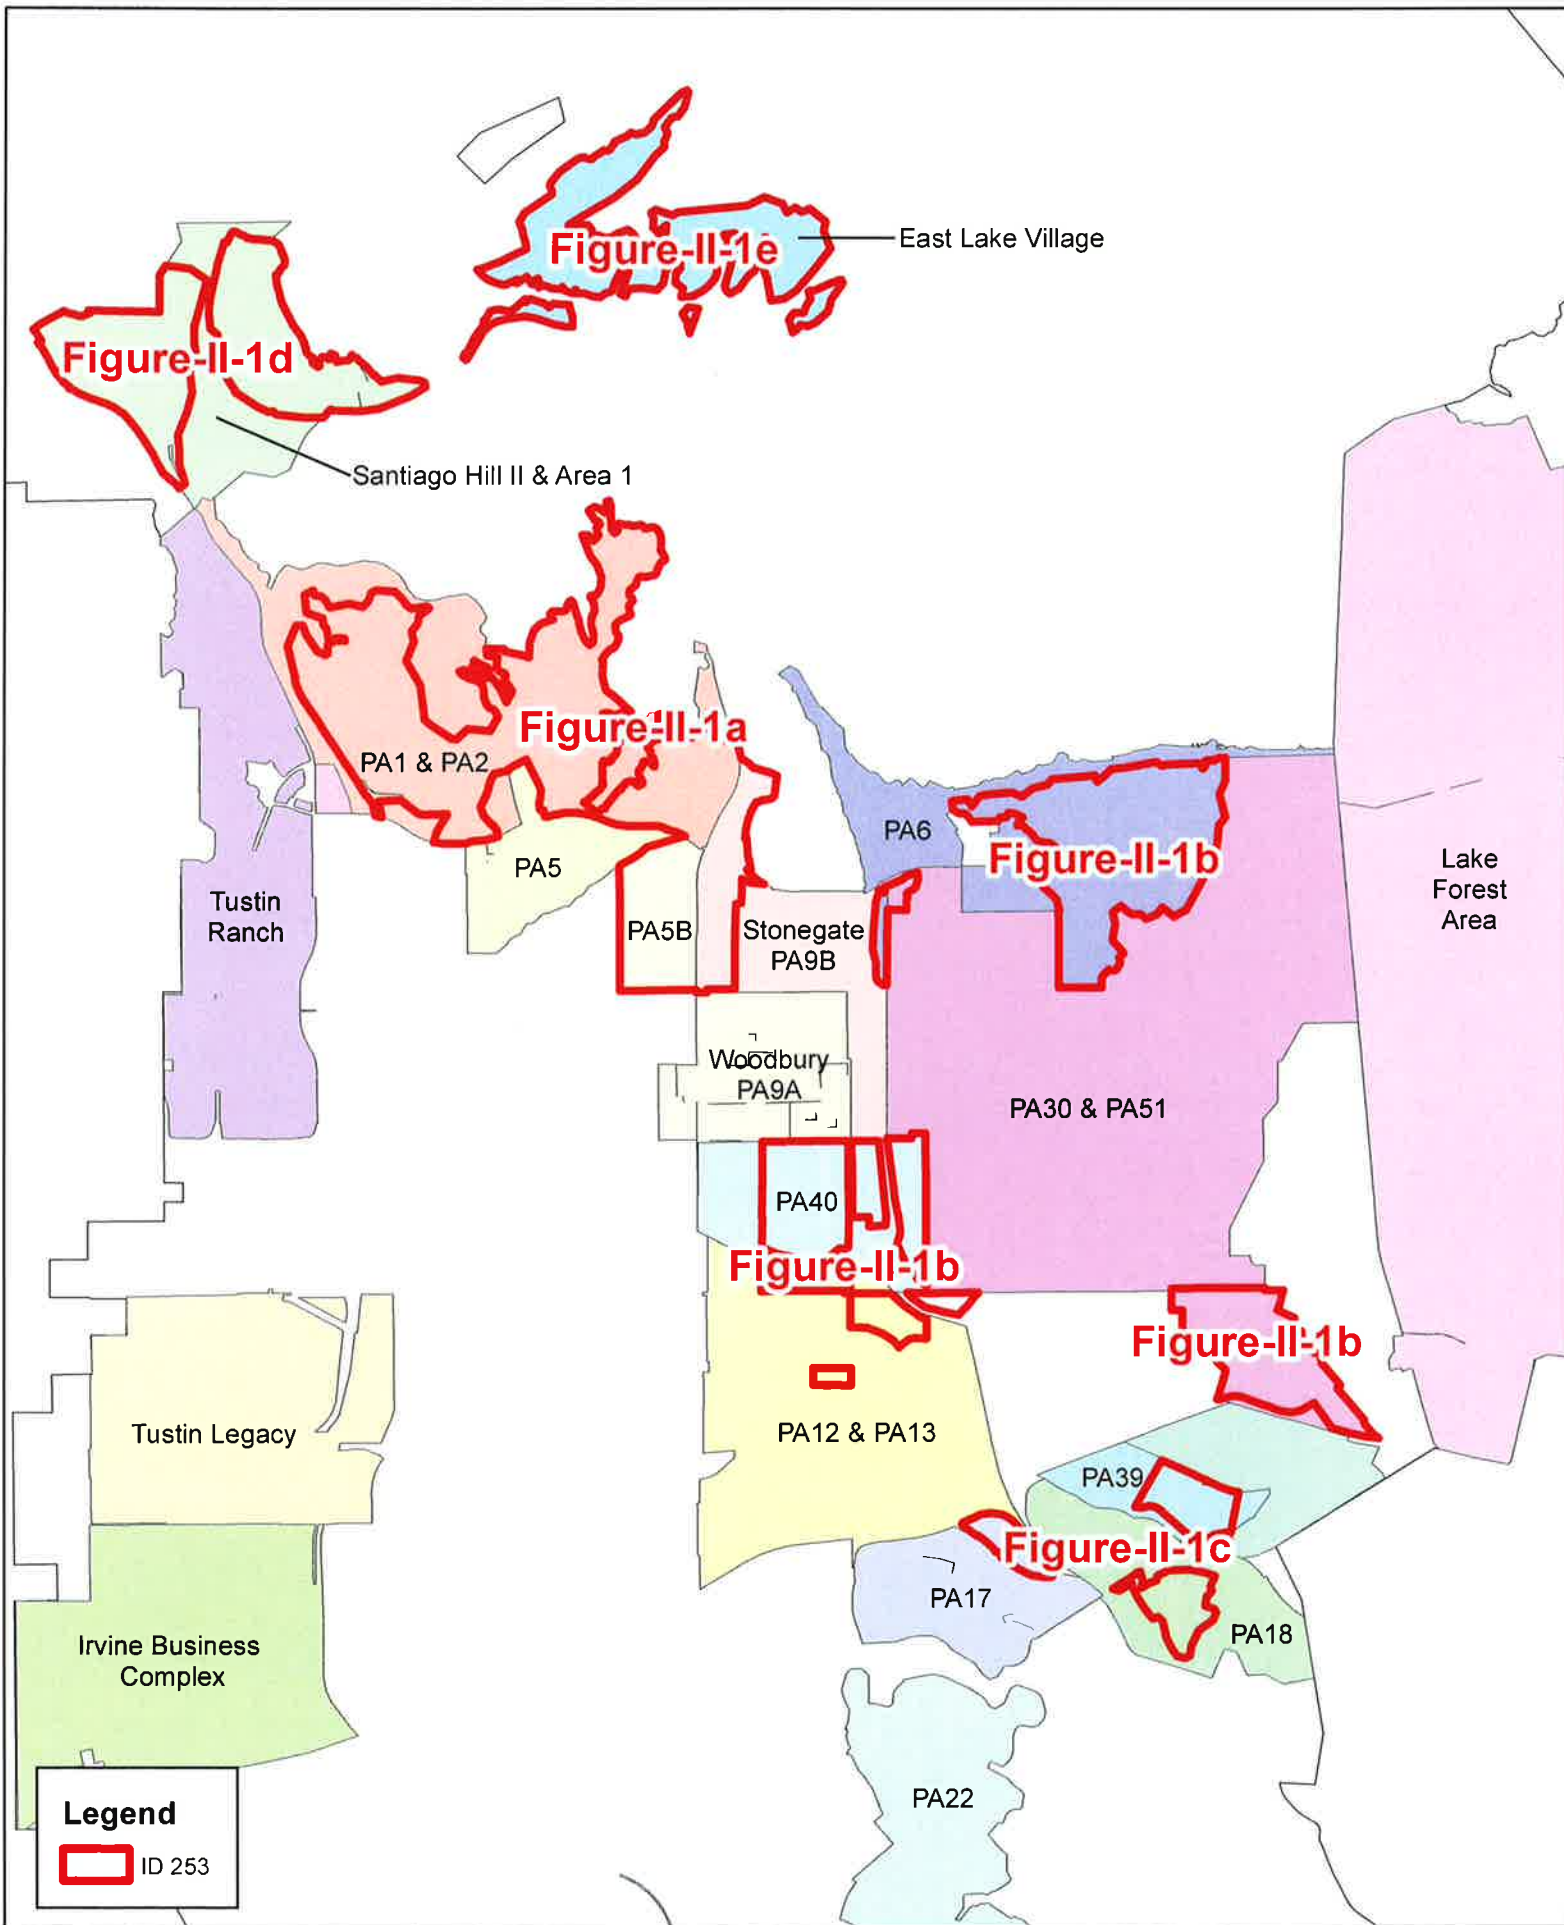 Figure-II-1e
East Lake Village
Figure-II-1d
Santiago Hill II & Area 1
Figure-II-1a
PA1 & PA2
PA6
Figure-II-1b
PA5
Lake
Forest
Area
Tustin
Ranch
PA5B
Stonegate
PA9B
Woodbury
PA9A
PA30 & PA51
PA40
Figure-II-1b
Figure-II-1b
Tustin Legacy
PA12 & PA13
PA39
Figure-II-1c
PA17
PA18
Irvine Business
Complex
PA22
Legend
ID 253